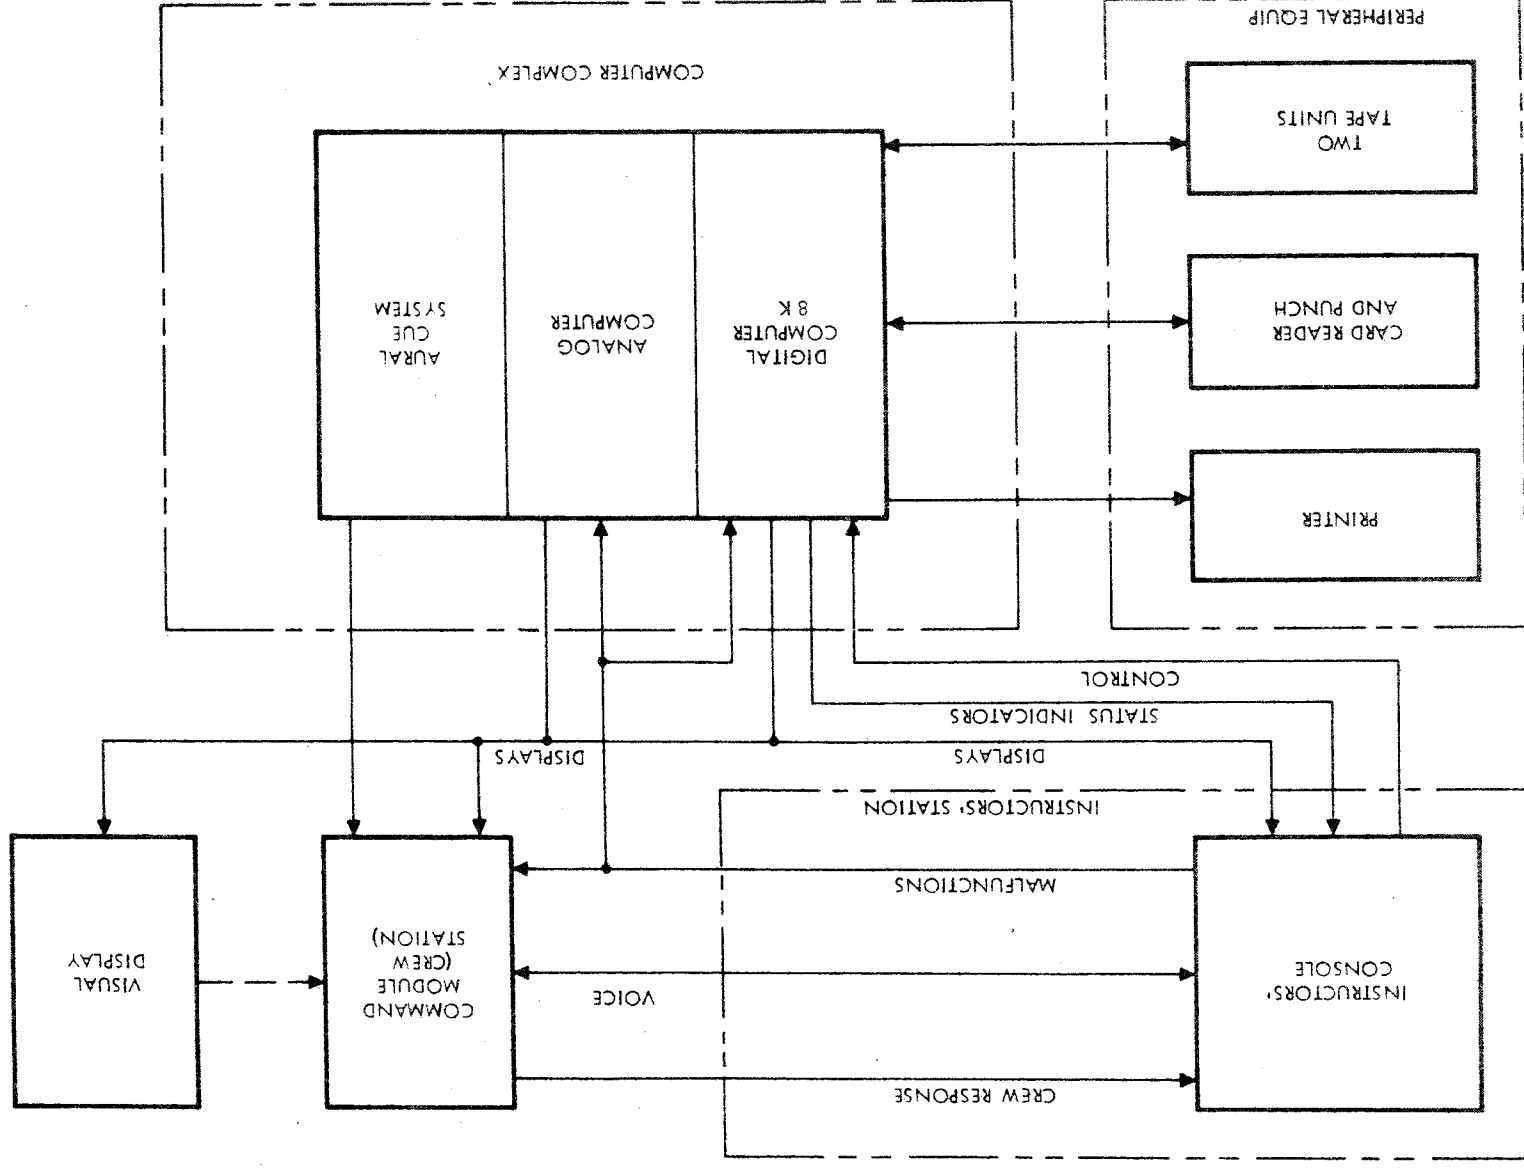 CREW RESPONSE
INSTRUCTORS'
CONSOLE
VOICE
COMMAND
MODULE
(CREW
STATION)
VISUAL
DISPLAY
MALFUNCTIONS
INSTRUCTORS' STATION
DISPLAYS
DISPLAYS
STATUS INDICATORS
CONTROL
PRINTER
CARD READER
AND PUNCH
TWO
TAPE UNITS
PERIPHERAL EQUIP
DIGITAL
COMPUTER
8 K
ANALOG
COMPUTER
AURAL
CUE
SYSTEM
COMPUTER COMPLEX